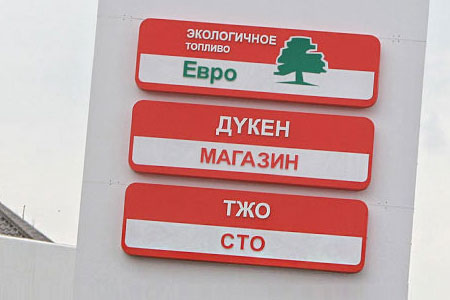 ЭКОЛОГИЧНОЕ
ТОПЛИВО
Евро
ДҮКЕН
МАГАЗИН
ТЖО
СТО